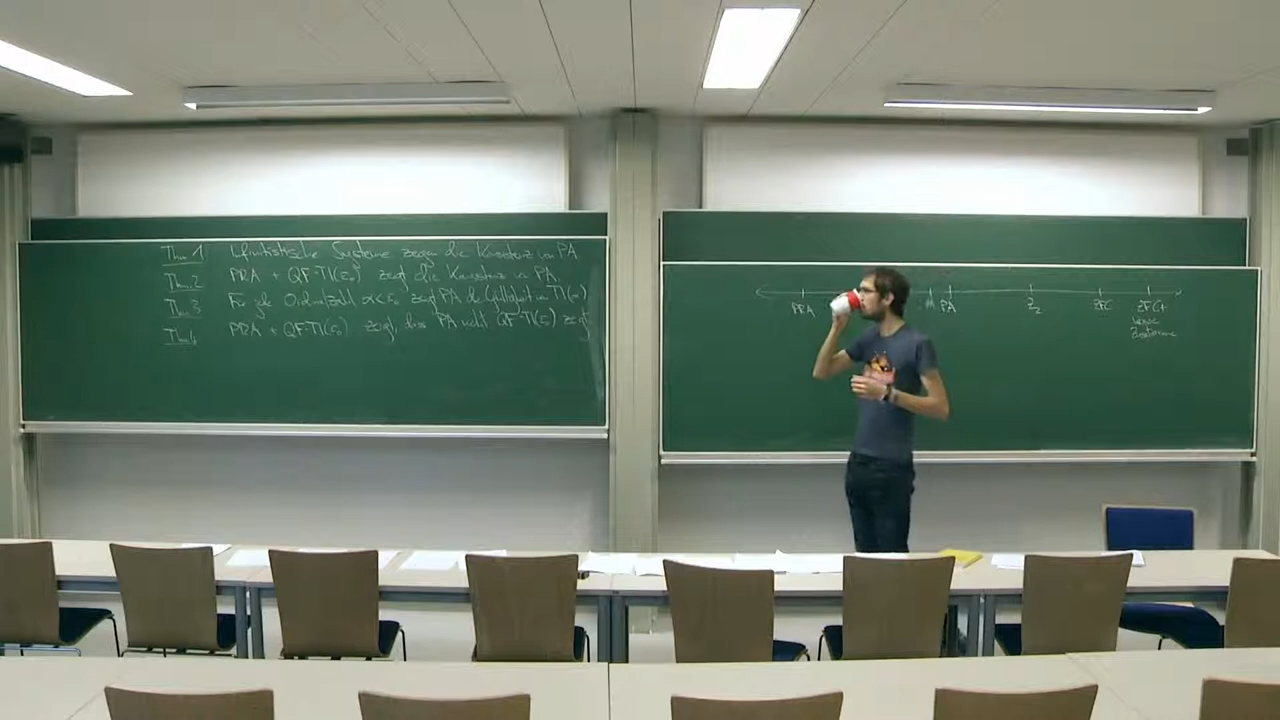 Thm 1 Infinitistische Systeme zeigen die Konsistenz von PA.
Thm. 2 PRA + QF-TI(ε₀) zeigt die Konsistenz von PA.
Thm. 3 Für jede Ordinalzahl α<ε₀ zeigt PA die Gültigkeit von TI(α)
Thm 4 PRA + QF-TI(ε₀) zeigt, dass PA nicht QF-TI(ε₀) zeigt
PRA PA Z₂ ZFC ZFC+
große